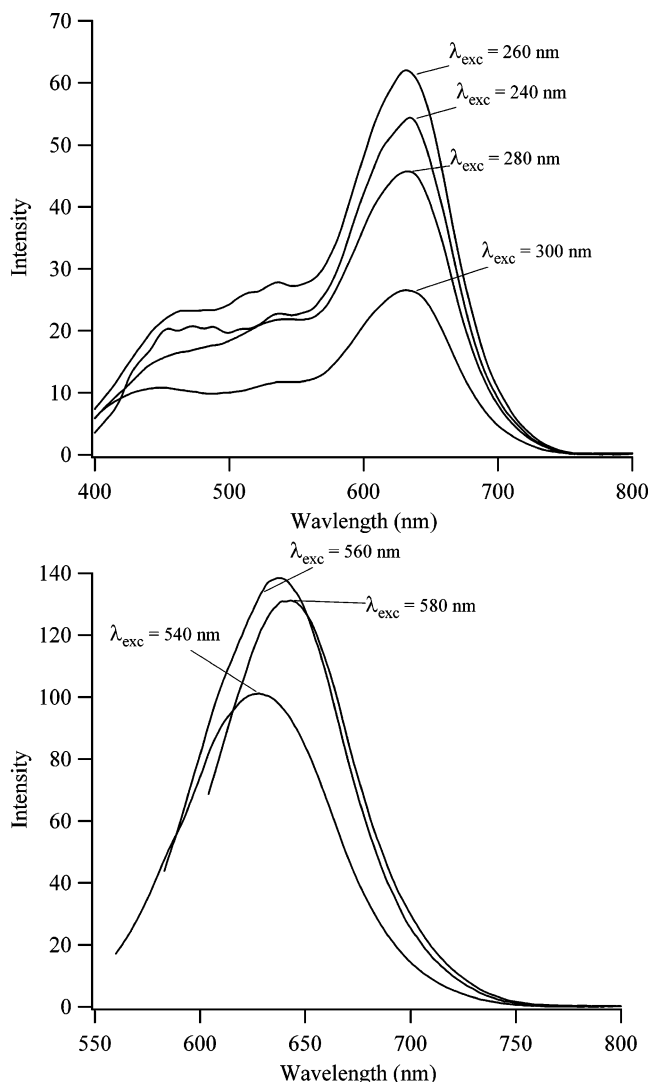 70
60
50
40
30
20
10
0
Intensity
λexc = 260 nm
λexc = 240 nm
λexc = 280 nm
λexc = 300 nm
400 500 600 700 800
Wavlength (nm)
140
120
100
80
60
40
20
0
Intensity
λexc = 560 nm
λexc = 580 nm
λexc = 540 nm
550 600 650 700 750 800
Wavelength (nm)